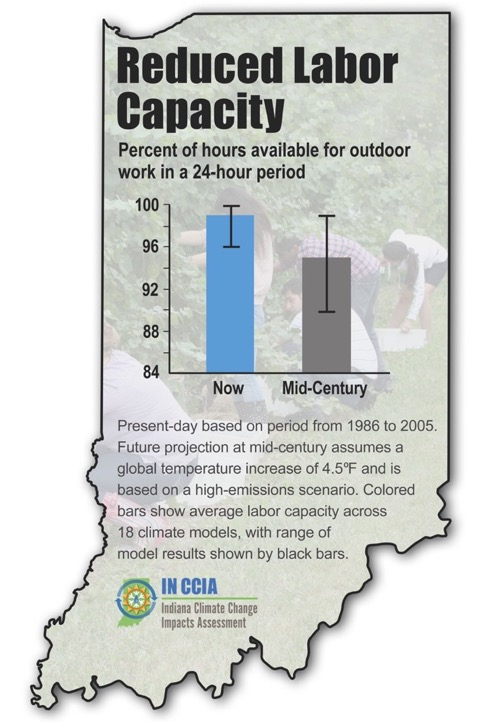 Reduced Labor
Capacity
Percent of hours available for outdoor
work in a 24-hour period
100
96
92
88
84
Now Mid-Century
Present-day based on period from 1986 to 2005.
Future projection at mid-century assumes a
global temperature increase of 4.5ºF and is
based on a high-emissions scenario. Colored
bars show average labor capacity across
18 climate models, with range of
model results shown by black bars.
IN CCIA
Indiana Climate Change
Impacts Assessment